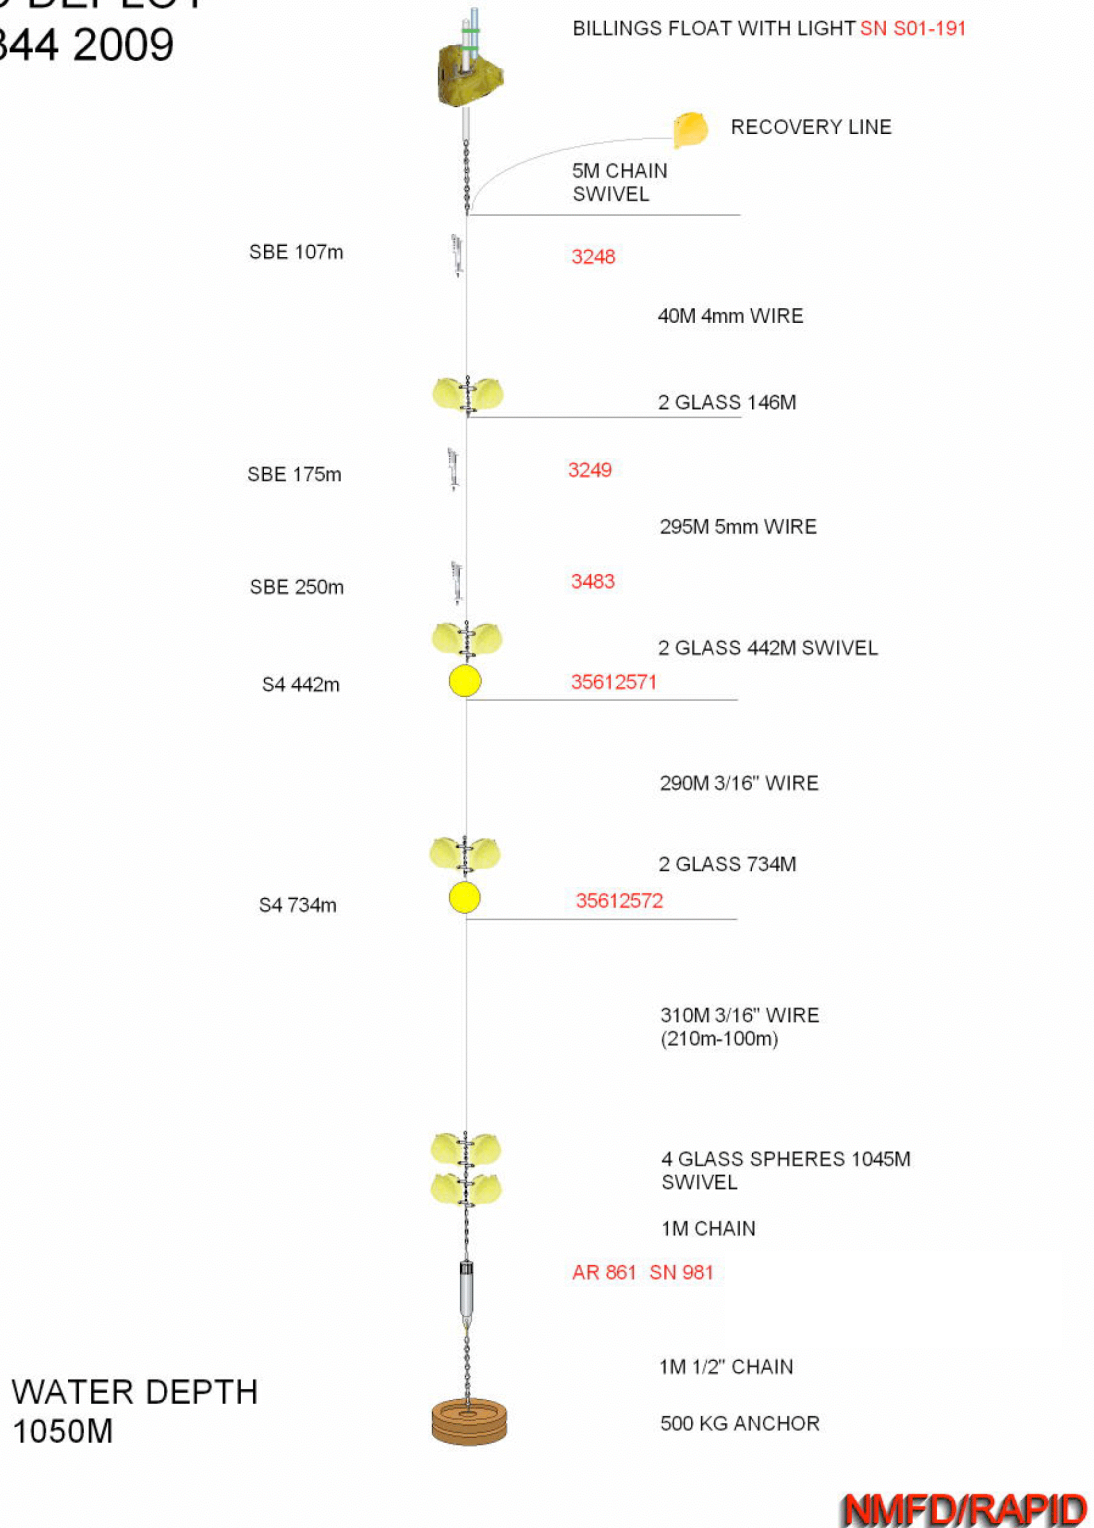 DEPLOY
344 2009
BILLINGS FLOAT WITH LIGHT SN S01-191
RECOVERY LINE
5M CHAIN
SWIVEL
SBE 107m
3248
40M 4mm WIRE
2 GLASS 146M
SBE 175m
3249
295M 5mm WIRE
SBE 250m
3483
2 GLASS 442M SWIVEL
S4 442m
35612571
290M 3/16" WIRE
2 GLASS 734M
S4 734m
35612572
310M 3/16" WIRE
(210m-100m)
4 GLASS SPHERES 1045M
SWIVEL
1M CHAIN
AR 861 SN 981
1M 1/2" CHAIN
WATER DEPTH
1050M
500 KG ANCHOR
NMFD/RAPID